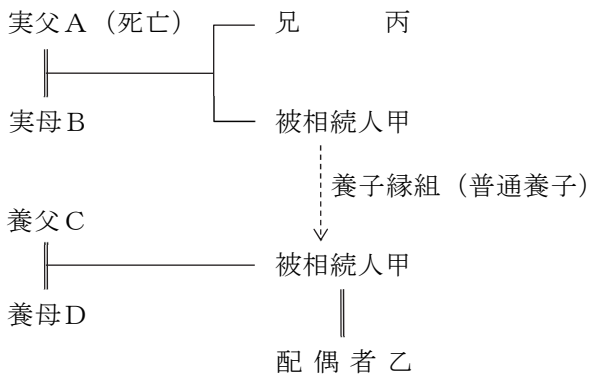 実父Ａ（死亡）
兄　　　丙
実母Ｂ
被相続人甲
養子縁組（普通養子）
養父Ｃ
被相続人甲
養母Ｄ
配 偶 者 乙